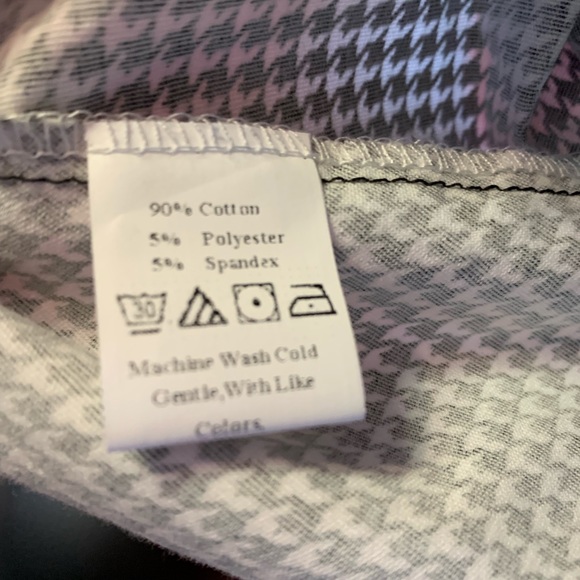 90% Cotton
5% Polyester
5% Spandex
30
Machine Wash Cold
Gentle,With Like
Colors